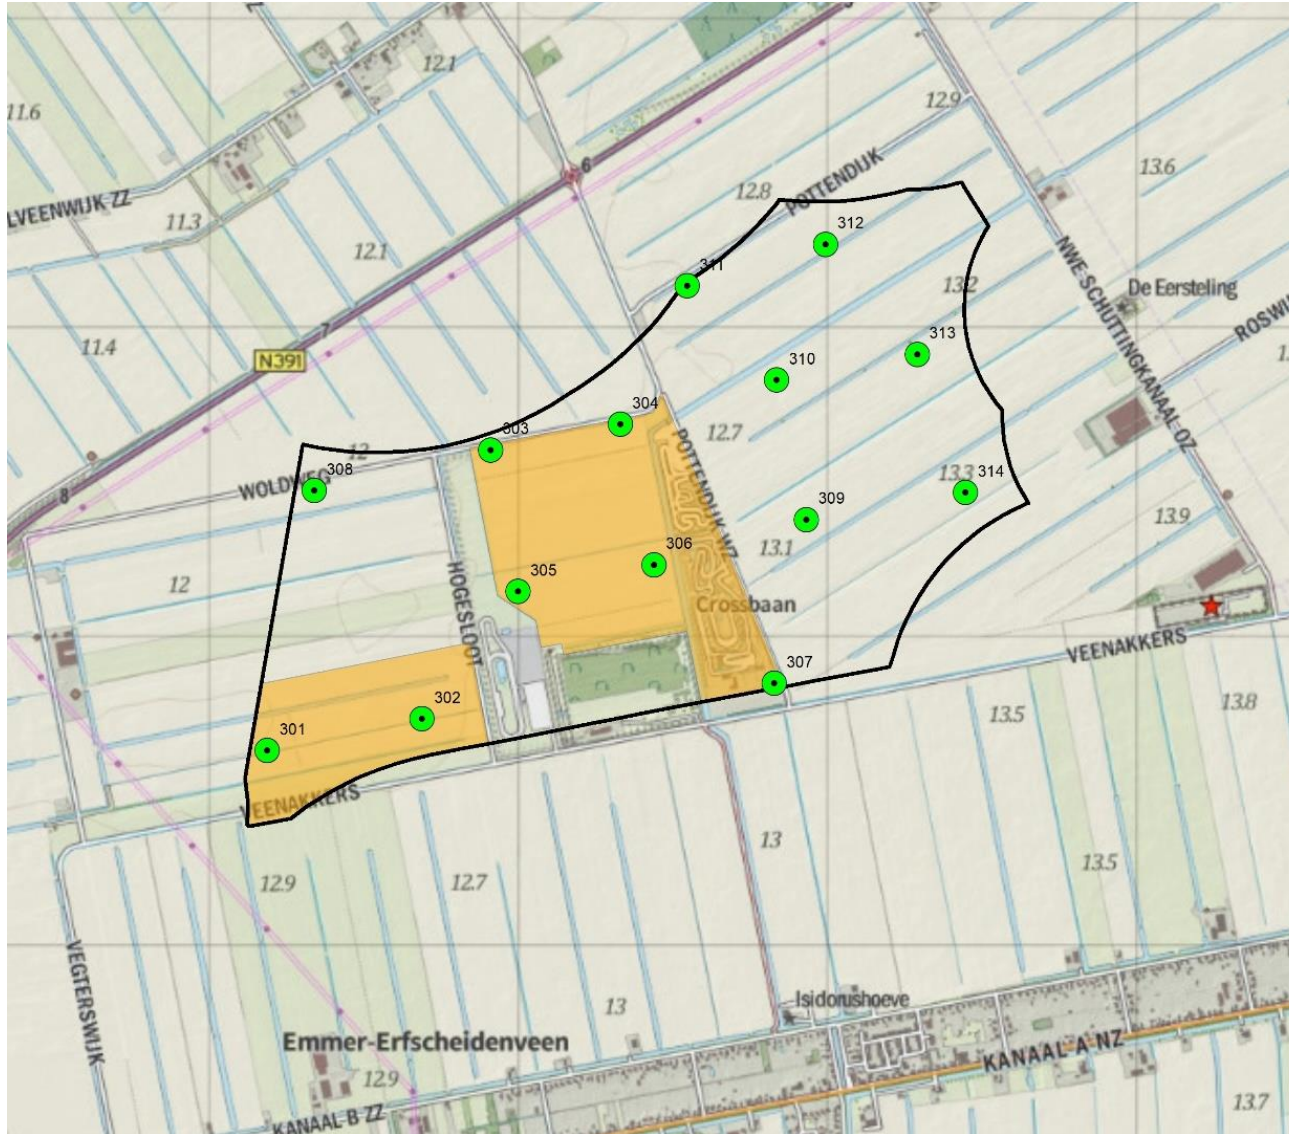 12.1
11.6
12.9
6
13.6
POTTENDIJK
12.8
LVEENWIJK ZZ
11.3
12.1
312
311
NWE SCHUTTINGKANAAL OZ
13.2
De Eersteling
7
11.4
N391
ROSWI
313
310
304
303
12.7
12
308
WOLDWEG
POTTENDIJK WZ
13.3
314
8
309
13.9
13.1
306
12
305
HOGESLOOT
Crossbaan
VEENAKKERS
307
302
301
13.5
13.8
VEENAKKERS
13
13.5
12.9
12.7
VEGTERSWIJK
13
Isidorushoeve
Emmer-Erfscheidenveen
KANAAL A NZ
12.9
KANAAL B ZZ
13.7